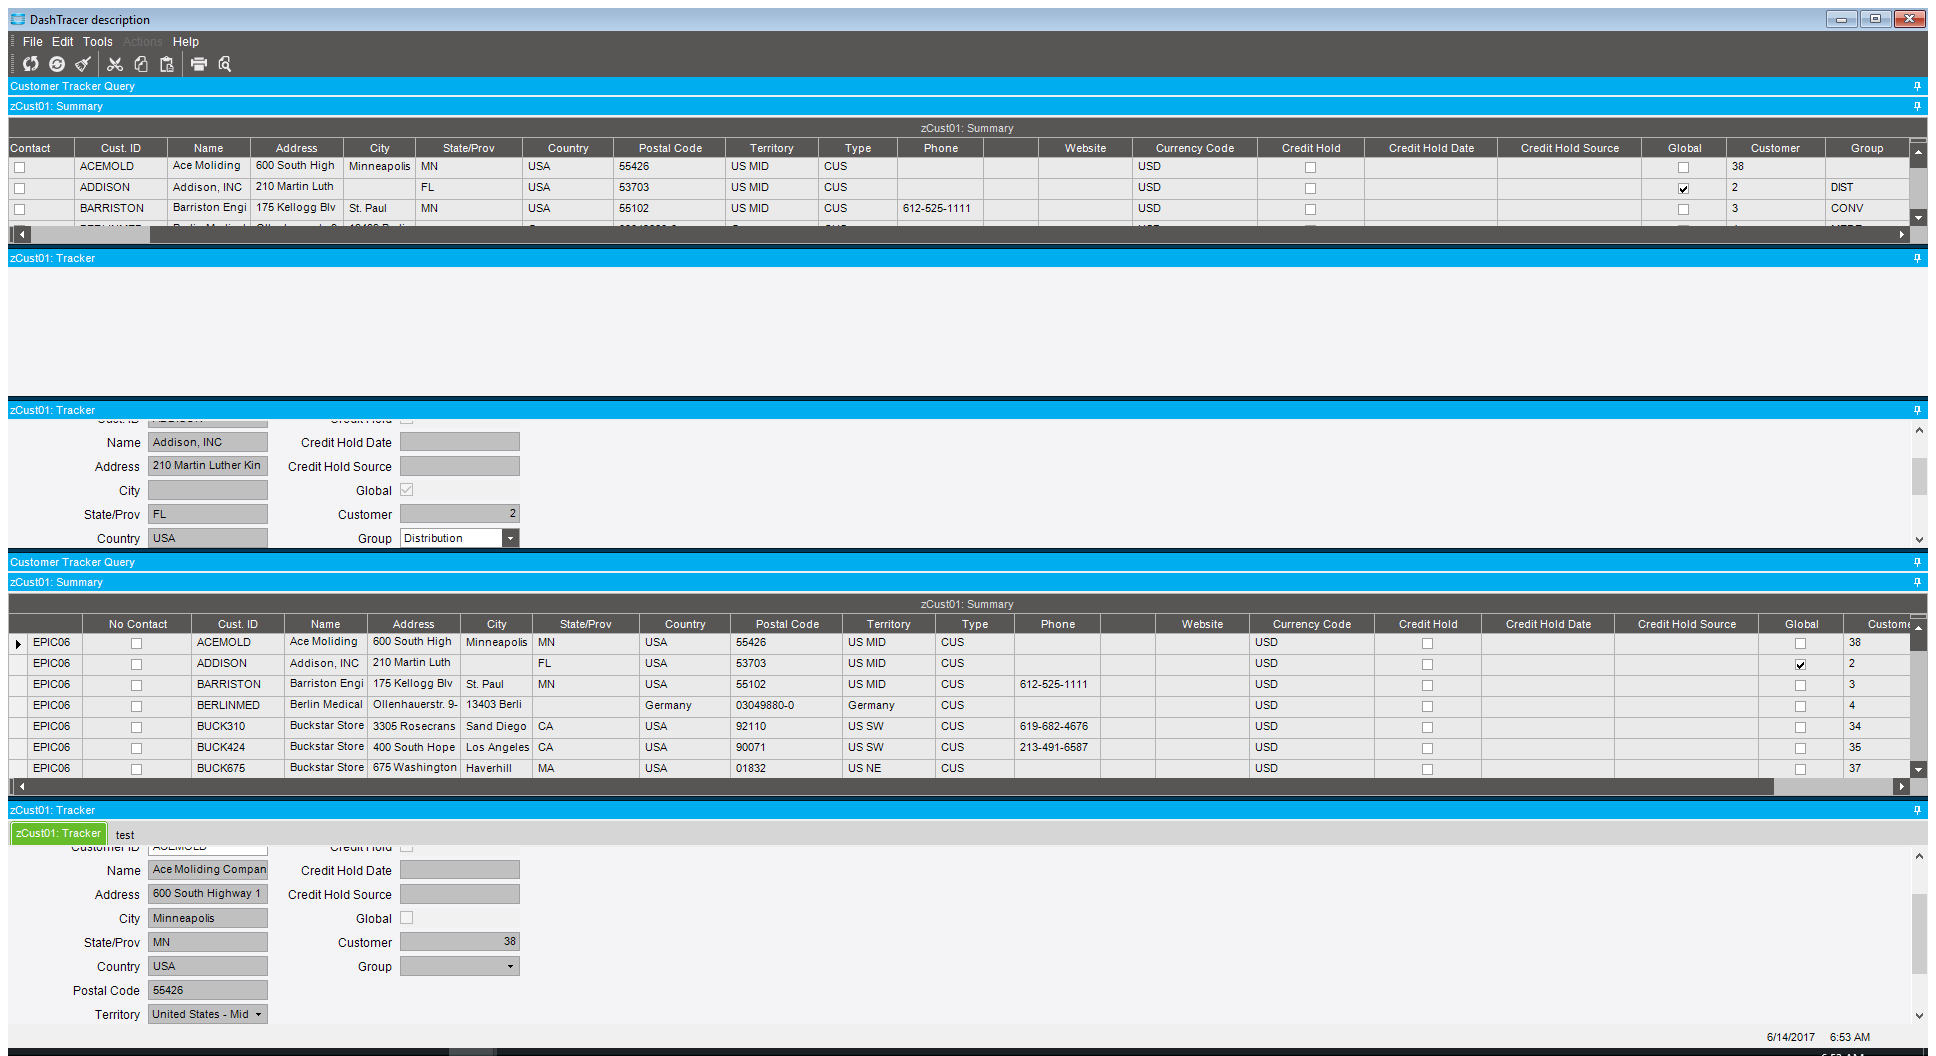 DashTracer description
File Edit Tools Actions Help
Customer Tracker Query
zCust01: Summary
zCust01: Summary
Contact Cust. ID Name Address City State/Prov Country Postal Code Territory Type Phone Website Currency Code Credit Hold Credit Hold Date Credit Hold Source Global Customer Group
ACEMOLD Ace Moliding 600 South High Minneapolis MN USA 55426 US MID CUS USD 38
ADDISON Addison, INC 210 Martin Luth FL USA 53703 US MID CUS USD 2 DIST
BARRISTON Barriston Engi 175 Kellogg Blv St. Paul MN USA 55102 US MID CUS 612-525-1111 USD 3 CONV
zCust01: Tracker
zCust01: Tracker
Cust. ID ADDISON Credit Hold
Name Addison, INC Credit Hold Date
Address 210 Martin Luther Kin Credit Hold Source
City Global
State/Prov FL Customer 2
Country USA Group Distribution
Customer Tracker Query
zCust01: Summary
zCust01: Summary
No Contact Cust. ID Name Address City State/Prov Country Postal Code Territory Type Phone Website Currency Code Credit Hold Credit Hold Date Credit Hold Source Global Custome
EPIC06 ACEMOLD Ace Moliding 600 South High Minneapolis MN USA 55426 US MID CUS USD 38
EPIC06 ADDISON Addison, INC 210 Martin Luth FL USA 53703 US MID CUS USD 2
EPIC06 BARRISTON Barriston Engi 175 Kellogg Blv St. Paul MN USA 55102 US MID CUS 612-525-1111 USD 3
EPIC06 BERLINMED Berlin Medical Ollenhauerstr. 9- 13403 Berli Germany 03049880-0 Germany CUS USD 4
EPIC06 BUCK310 Buckstar Store 3305 Rosecrans Sand Diego CA USA 92110 US SW CUS 619-682-4676 USD 34
EPIC06 BUCK424 Buckstar Store 400 South Hope Los Angeles CA USA 90071 US SW CUS 213-491-6587 USD 35
EPIC06 BUCK675 Buckstar Store 675 Washington Haverhill MA USA 01832 US NE CUS USD 37
zCust01: Tracker
zCust01: Tracker test
Customer ID ACEMOLD Credit Hold
Name Ace Moliding Compan Credit Hold Date
Address 600 South Highway 1 Credit Hold Source
City Minneapolis Global
State/Prov MN Customer 38
Country USA Group
Postal Code 55426
Territory United States - Mid
6/14/2017 6:53 AM